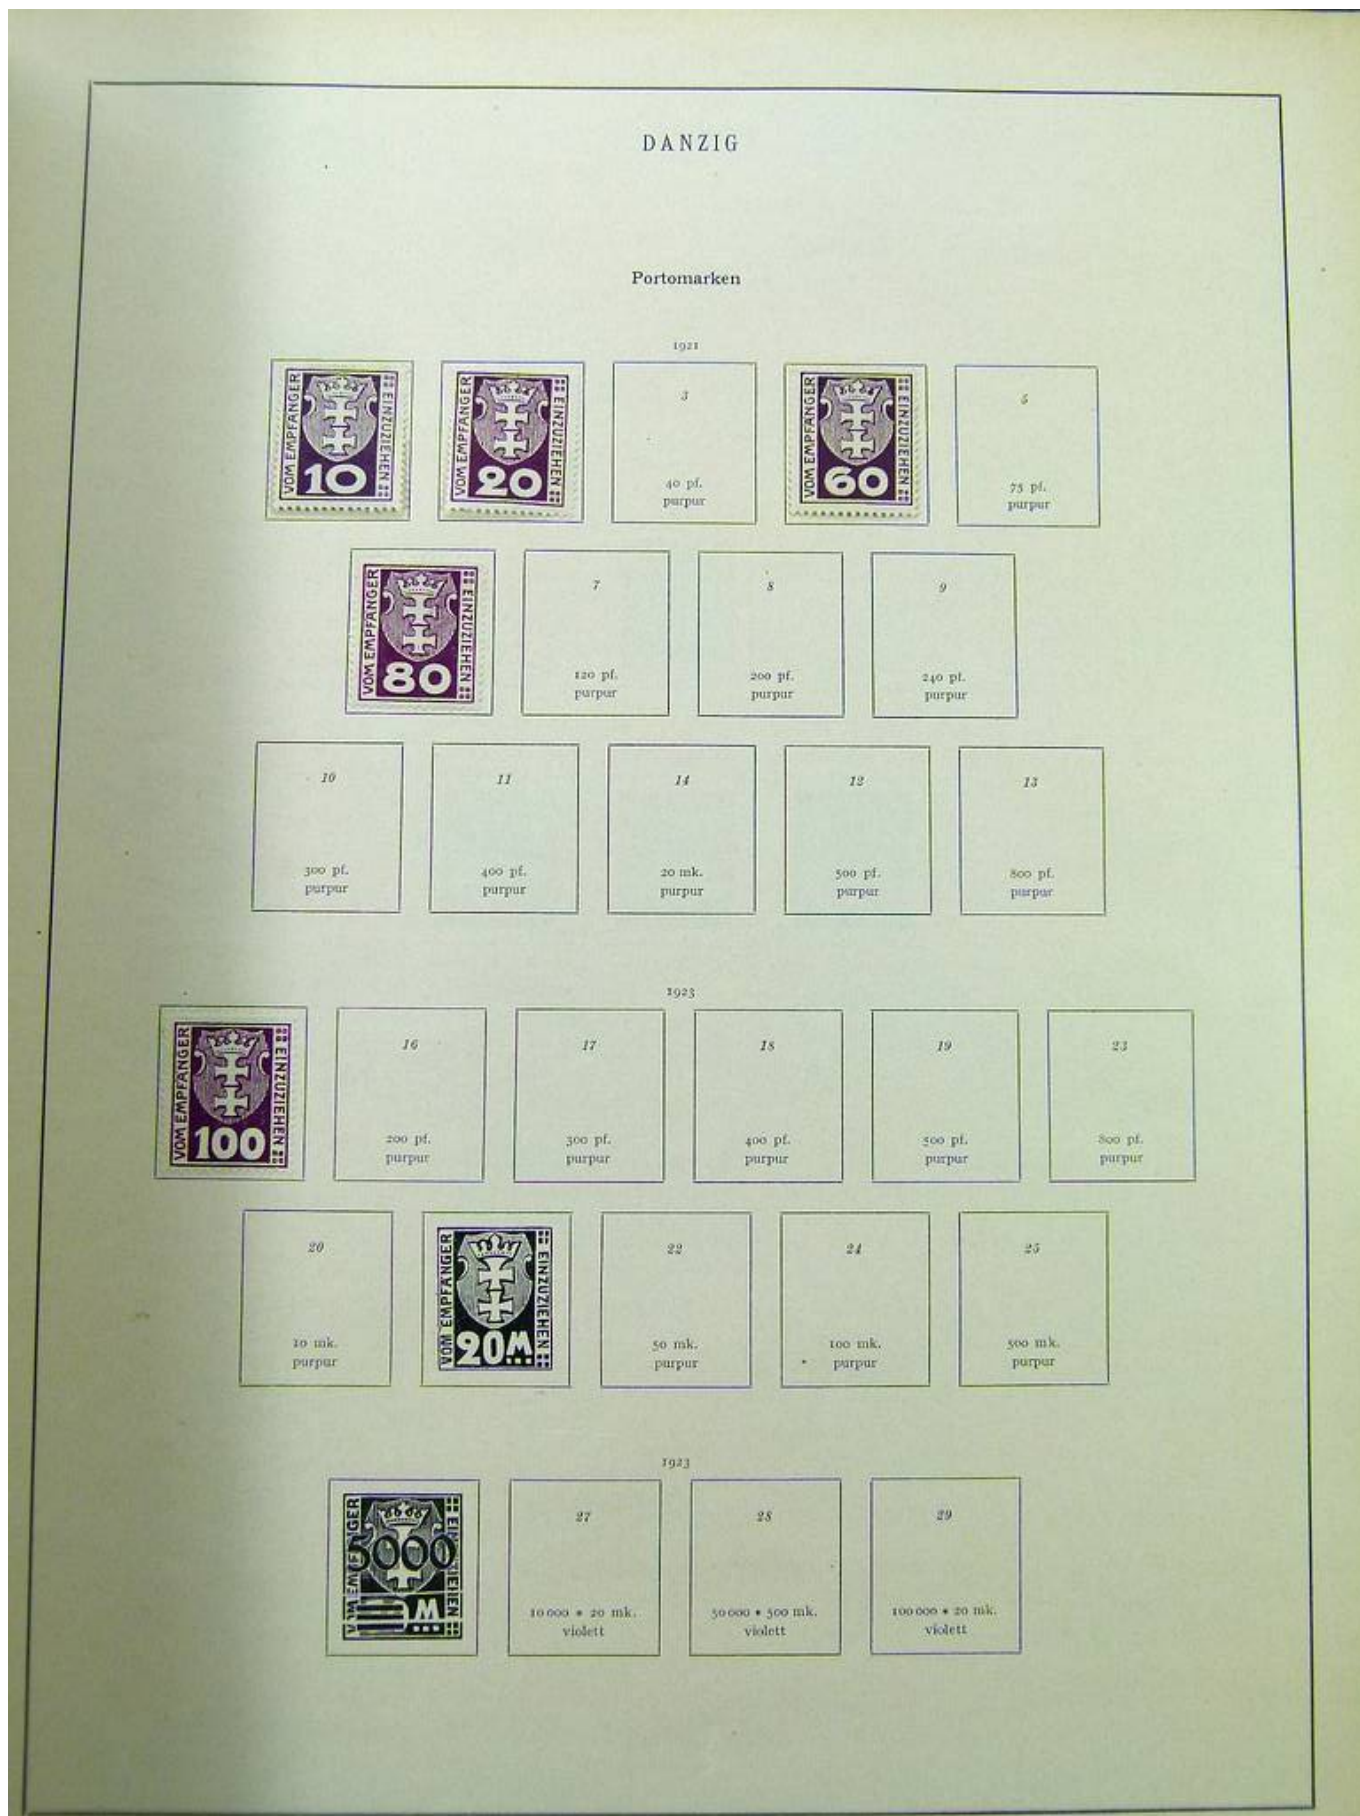 DANZIG
Portomarken
1921
VOM EMPFÄNGER
10
EINZUZIEHEN
VOM EMPFÄNGER
20
EINZUZIEHEN
3
40 pf.
purpur
VOM EMPFÄNGER
60
EINZUZIEHEN
5
75 pf.
purpur
VOM EMPFÄNGER
80
EINZUZIEHEN
7
120 pf.
purpur
8
200 pf.
purpur
9
240 pf.
purpur
10
300 pf.
purpur
11
400 pf.
purpur
14
20 mk.
purpur
12
500 pf.
purpur
13
800 pf.
purpur
1923
VOM EMPFÄNGER
100
EINZUZIEHEN
16
200 pf.
purpur
17
300 pf.
purpur
18
400 pf.
purpur
19
500 pf.
purpur
23
800 pf.
purpur
20
10 mk.
purpur
VOM EMPFÄNGER
20M
EINZUZIEHEN
22
50 mk.
purpur
24
100 mk.
purpur
25
500 mk.
purpur
1923
5000
M
27
10 000 * 20 mk.
violett
28
50 000 * 500 mk.
violett
29
100 000 * 20 mk.
violett